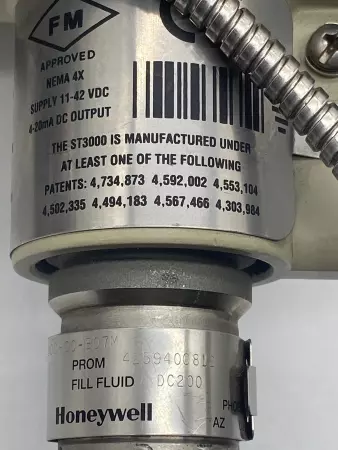 FM
APPROVED
NEMA 4X
SUPPLY 11-42 VDC
4-20mA DC OUTPUT
THE ST3000 IS MANUFACTURED UNDER
AT LEAST ONE OF THE FOLLOWING
PATENTS: 4,734,873 4,592,002 4,553,104
4,502,335 4,494,183 4,567,466 4,303,984
PROM
FILL FLUID DC200
Honeywell
AZ